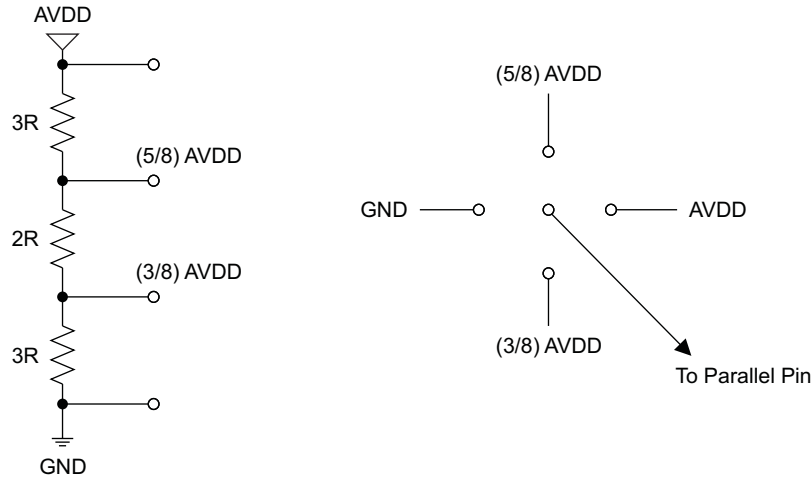 AVDD
3R
(5/8) AVDD
2R
(3/8) AVDD
3R
GND
(5/8) AVDD
GND
AVDD
(3/8) AVDD
To Parallel Pin